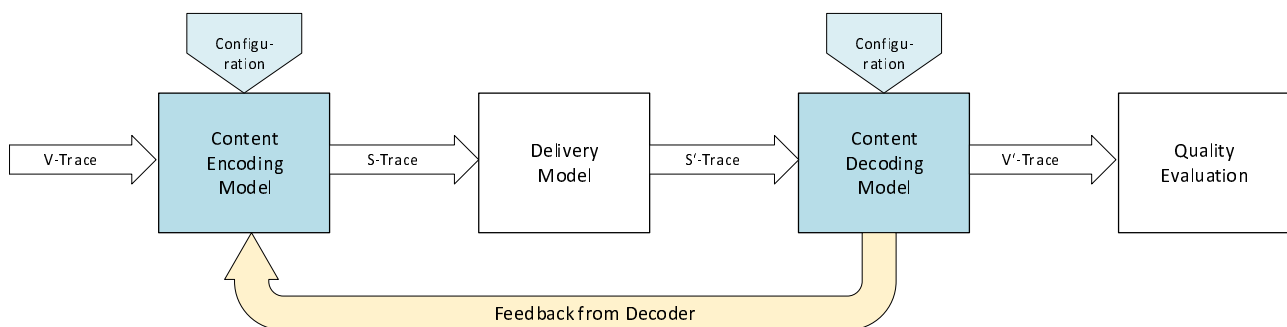 Configu-
ration
Configu-
ration
V-Trace
Content
Encoding
Model
S-Trace
Delivery
Model
S’-Trace
Content
Decoding
Model
V’-Trace
Quality
Evaluation
Feedback from Decoder